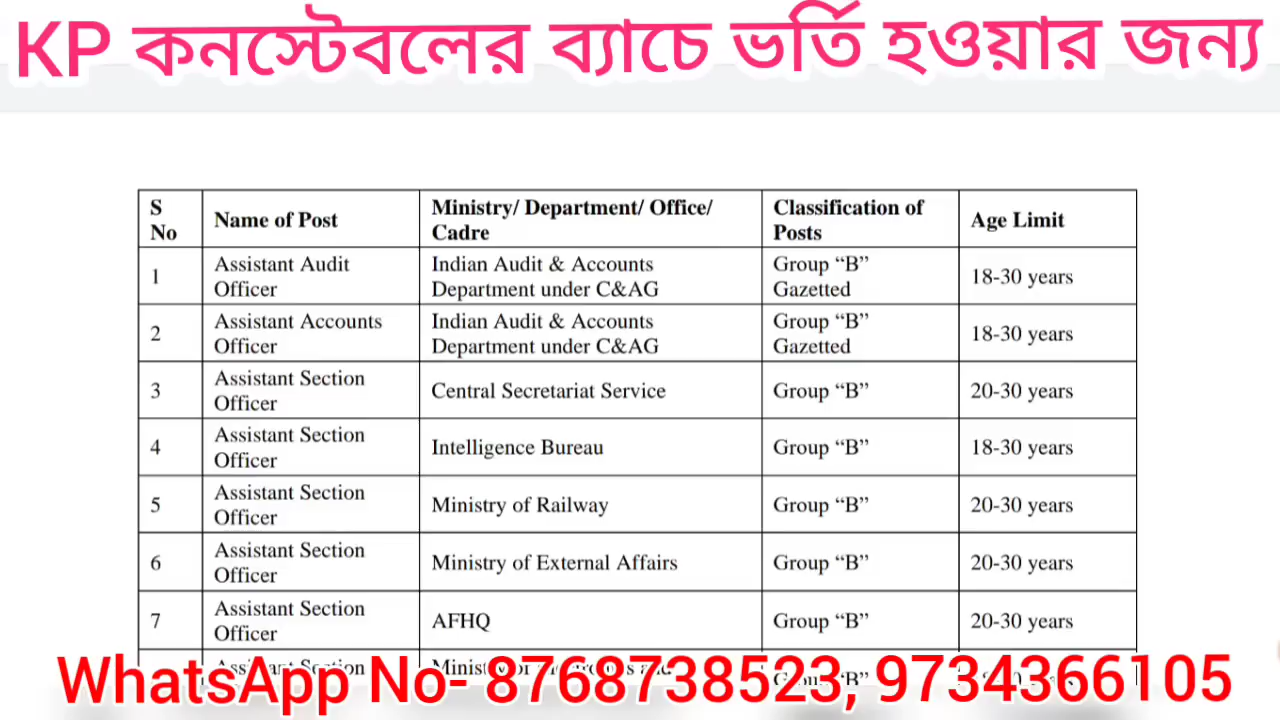 KP কনস্টেবলের ব্যাচে ভর্তি হওয়ার জন্য
S No | Name of Post | Ministry/ Department/ Office/ Cadre | Classification of Posts | Age Limit
1 | Assistant Audit Officer | Indian Audit & Accounts Department under C&AG | Group “B” Gazetted | 18-30 years
2 | Assistant Accounts Officer | Indian Audit & Accounts Department under C&AG | Group “B” Gazetted | 18-30 years
3 | Assistant Section Officer | Central Secretariat Service | Group “B” | 20-30 years
4 | Assistant Section Officer | Intelligence Bureau | Group “B” | 18-30 years
5 | Assistant Section Officer | Ministry of Railway | Group “B” | 20-30 years
6 | Assistant Section Officer | Ministry of External Affairs | Group “B” | 20-30 years
7 | Assistant Section Officer | AFHQ | Group “B” | 20-30 years
WhatsApp No- 8768738523, 9734366105